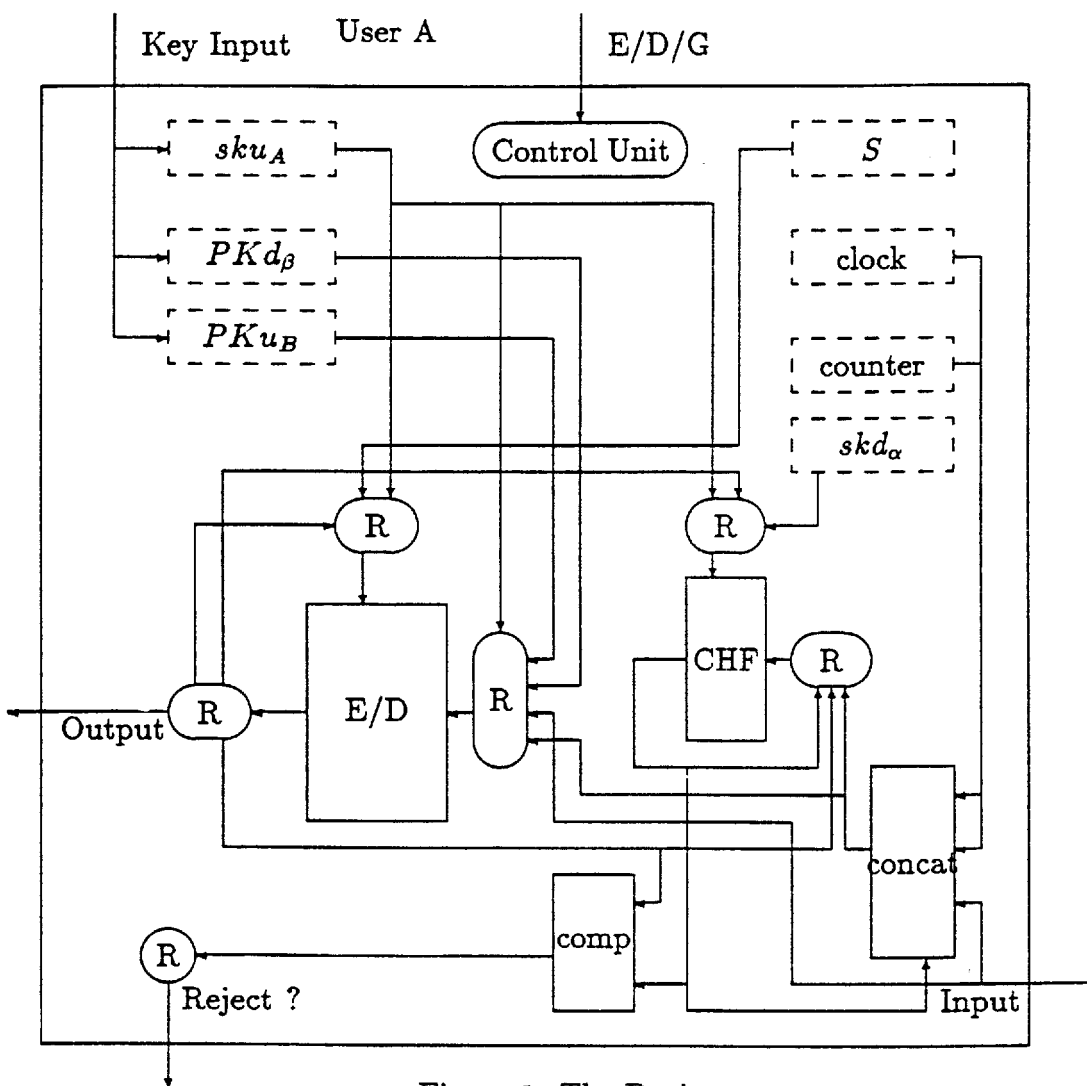 User A
Key Input
E/D/G
sku_A
Control Unit
S
PKd_β
clock
PKu_B
counter
skd_α
R
R
CHF
R
R
E/D
R
Output
concat
comp
R
Reject ?
Input